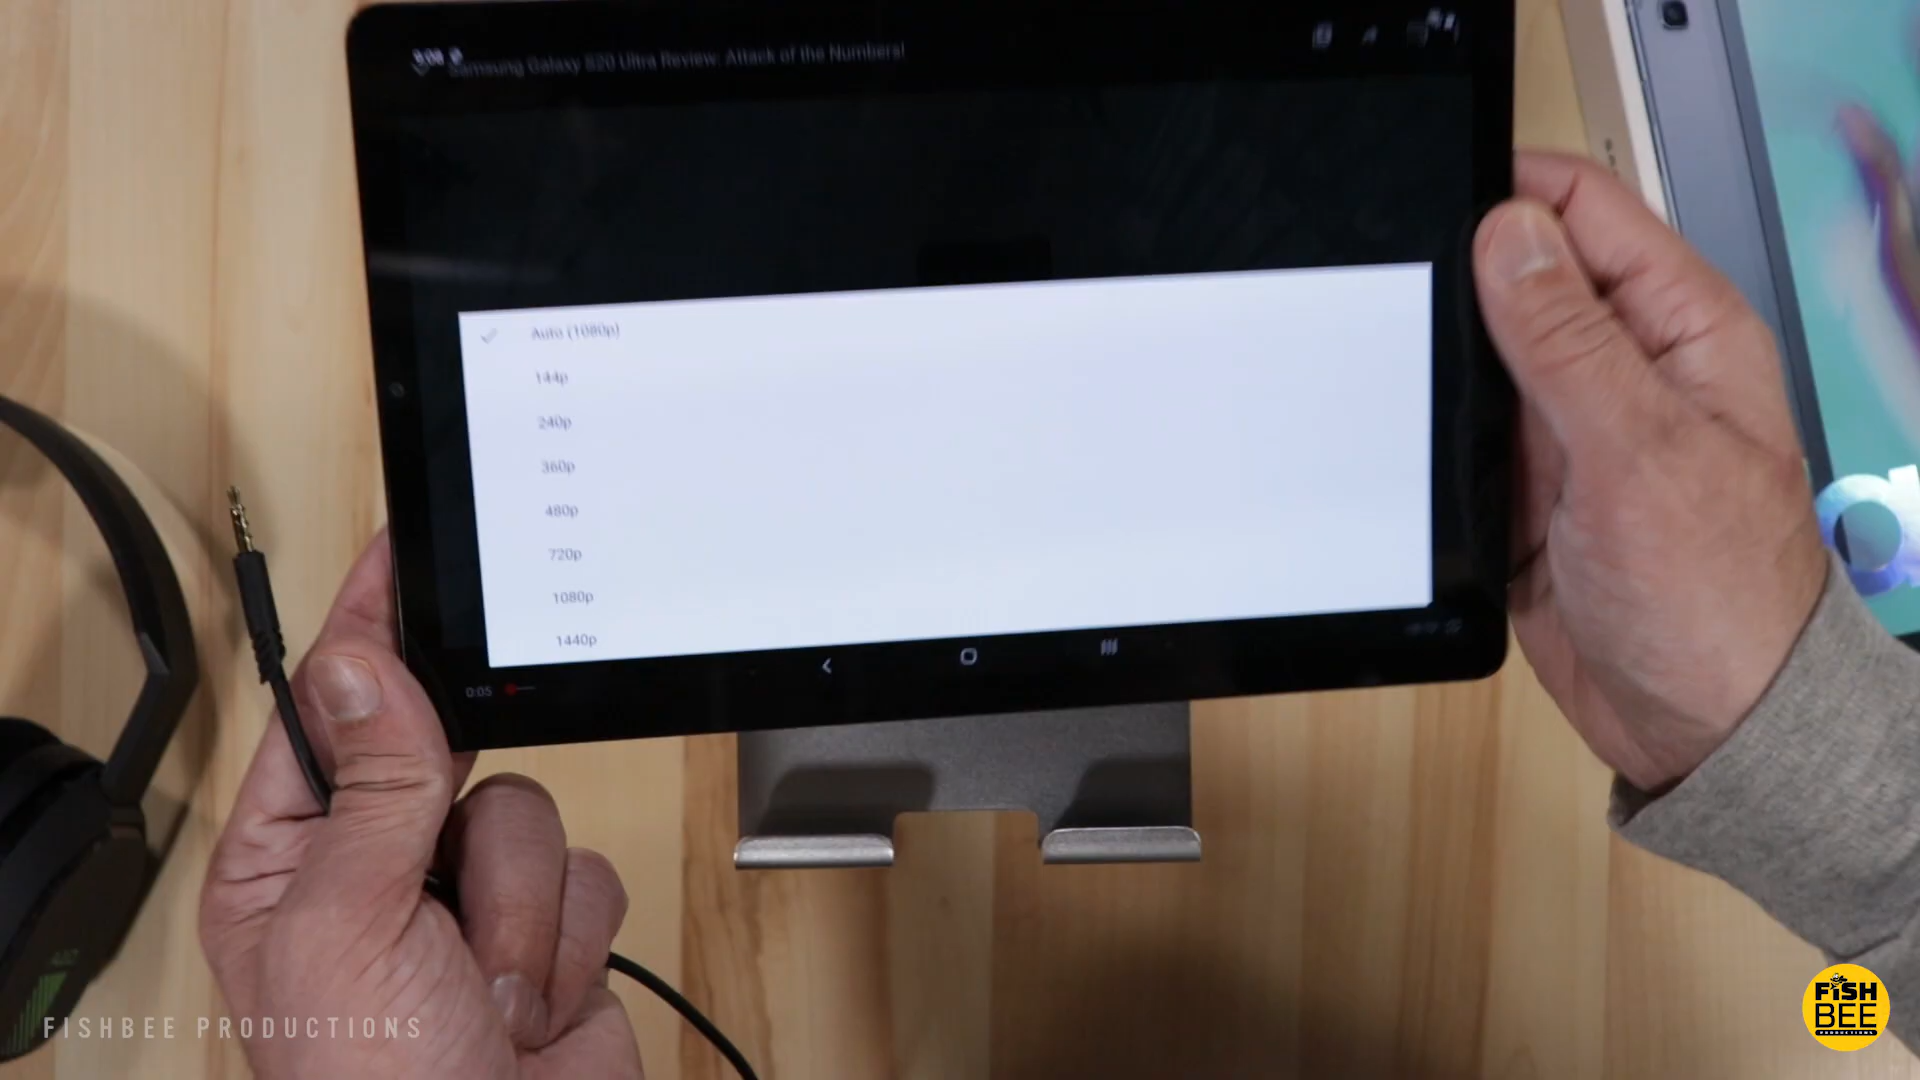 Samsung Galaxy S20 Ultra Review: Attack of the Numbers!
Auto (1080p)
144p
240p
360p
480p
720p
1080p
1440p
0:05
FISHBEE PRODUCTIONS
FISH
BEE
PRODUCTIONS